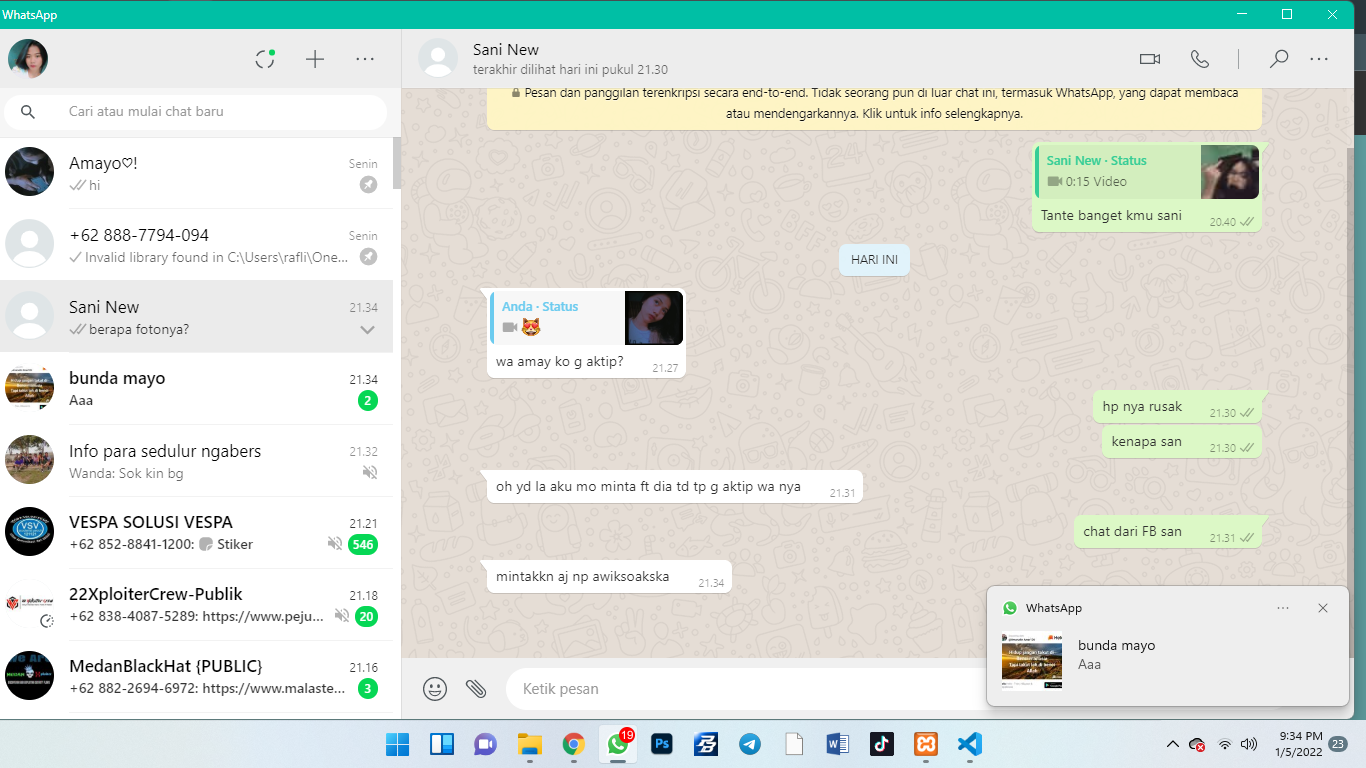 WhatsApp
Cari atau mulai chat baru
Amayo♡!
Senin
hi
+62 888-7794-094
Senin
Invalid library found in C:\Users\rafli\One...
Sani New
21.34
berapa fotonya?
bunda mayo
21.34
Aaa
2
Info para sedulur ngabers
21.32
Wanda: Sok kin bg
VESPA SOLUSI VESPA
21.21
+62 852-8841-1200: Stiker
546
22XploiterCrew-Publik
21.18
+62 838-4087-5289: https://www.peju...
20
MedanBlackHat {PUBLIC}
21.16
+62 882-2694-6972: https://www.malaste...
3
Sani New
terakhir dilihat hari ini pukul 21.30
Pesan dan panggilan terenkripsi secara end-to-end. Tidak seorang pun di luar chat ini, termasuk WhatsApp, yang dapat membaca
atau mendengarkannya. Klik untuk info selengkapnya.
Sani New · Status
0:15 Video
Tante banget kmu sani
20.40
HARI INI
Anda · Status
😻
wa amay ko g aktip?
21.27
hp nya rusak
21.30
kenapa san
21.30
oh yd la aku mo minta ft dia td tp g aktip wa nya
21.31
chat dari FB san
21.31
mintakkn aj np awiksoakska
21.34
Ketik pesan
WhatsApp
bunda mayo
Aaa
19
Ps
9:34 PM
1/5/2022
23